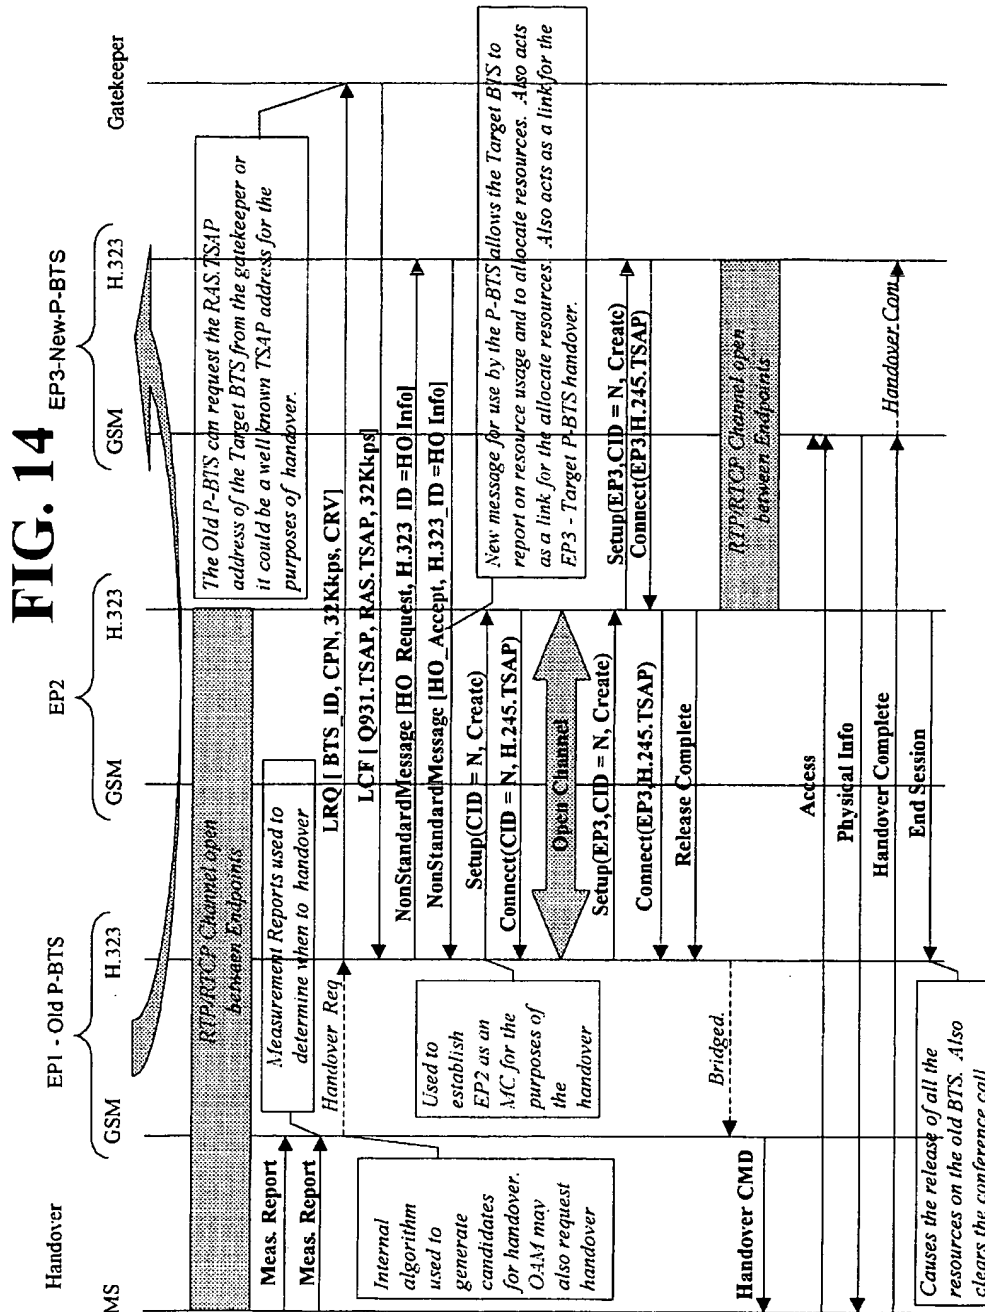 FIG. 14
Handover
EP1 - Old P-BTS
EP2
EP3-New-P-BTS
MS
GSM
H.323
GSM
H.323
GSM
H.323
Gatekeeper
RTP/RTCP Channel open
between Endpoints
The Old P-BTS can request the RAS.TSAP
address of the Target BTS from the gatekeeper or
it could be a well known TSAP address for the
purposes of handover.
Meas. Report
Meas. Report
Measurement Reports used to
determine when to handover
Handover Req
LRQ [ BTS_ID, CPN, 32Kkps, CRV]
LCF [ Q931.TSAP, RAS.TSAP, 32Kkps]
Internal
algorithm
used to
generate
candidates
for handover.
OAM may
also request
handover
NonStandardMessage [HO_Request, H.323_ID =HO Info]
NonStandardMessage [HO_Accept, H.323_ID =HO Info]
New message for use by the P-BTS allows the Target BTS to
report on resource usage and to allocate resources. Also acts
as a link for the allocate resources. Also acts as a link for the
EP3 - Target P-BTS handover.
Setup(CID = N, Create)
Connect(CID = N, H.245.TSAP)
Used to
establish
EP2 as an
MC for the
purposes of
the
handover
Open Channel
Setup(EP3,CID = N, Create)
Setup(EP3,CID = N, Create)
Connect(EP3,H.245.TSAP)
Connect(EP3,H.245.TSAP)
Release Complete
RTP/RTCP Channel open
between Endpoints
Bridged.
Handover CMD
Access
Physical Info
Handover Complete
Handover Com
End Session
Causes the release of all the
resources on the old BTS. Also
clears the conference call